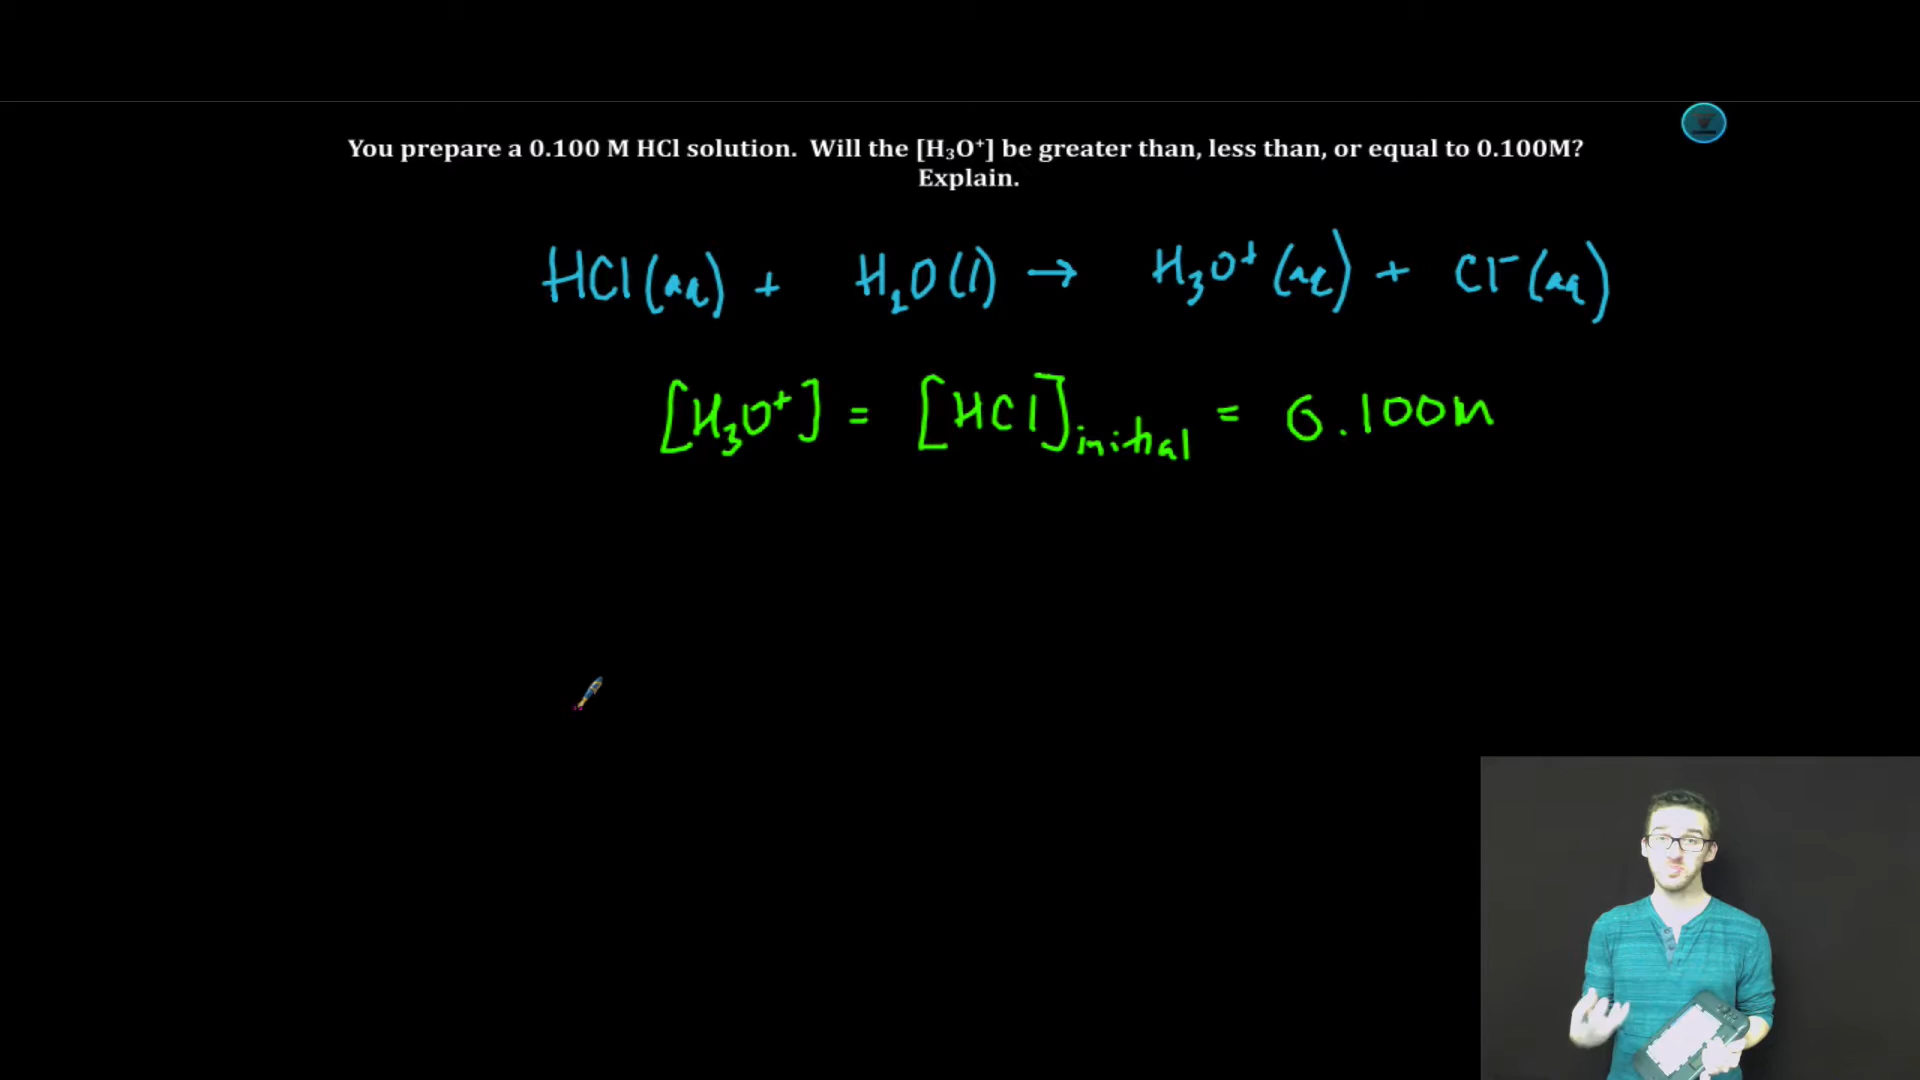 You prepare a 0.100 M HCl solution. Will the [H₃O⁺] be greater than, less than, or equal to 0.100M?
Explain.
HCl(aq) + H₂O(l) → H₃O⁺(aq) + Cl⁻(aq)
[H₃O⁺] = [HCl]initial = 0.100M